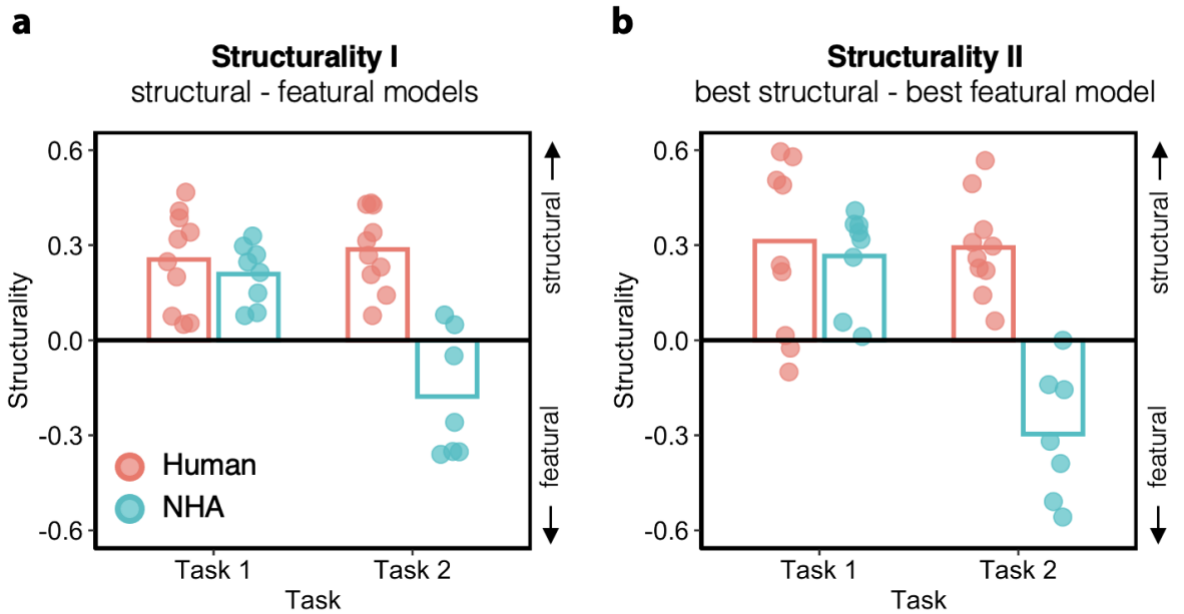 a
Structurality I
structural - featural models
Structurality
0.6
0.3
0.0
-0.3
-0.6
structural
featural
Human
NHA
Task 1
Task 2
Task
b
Structurality II
best structural - best featural model
Structurality
0.6
0.3
0.0
-0.3
-0.6
structural
featural
Task 1
Task 2
Task